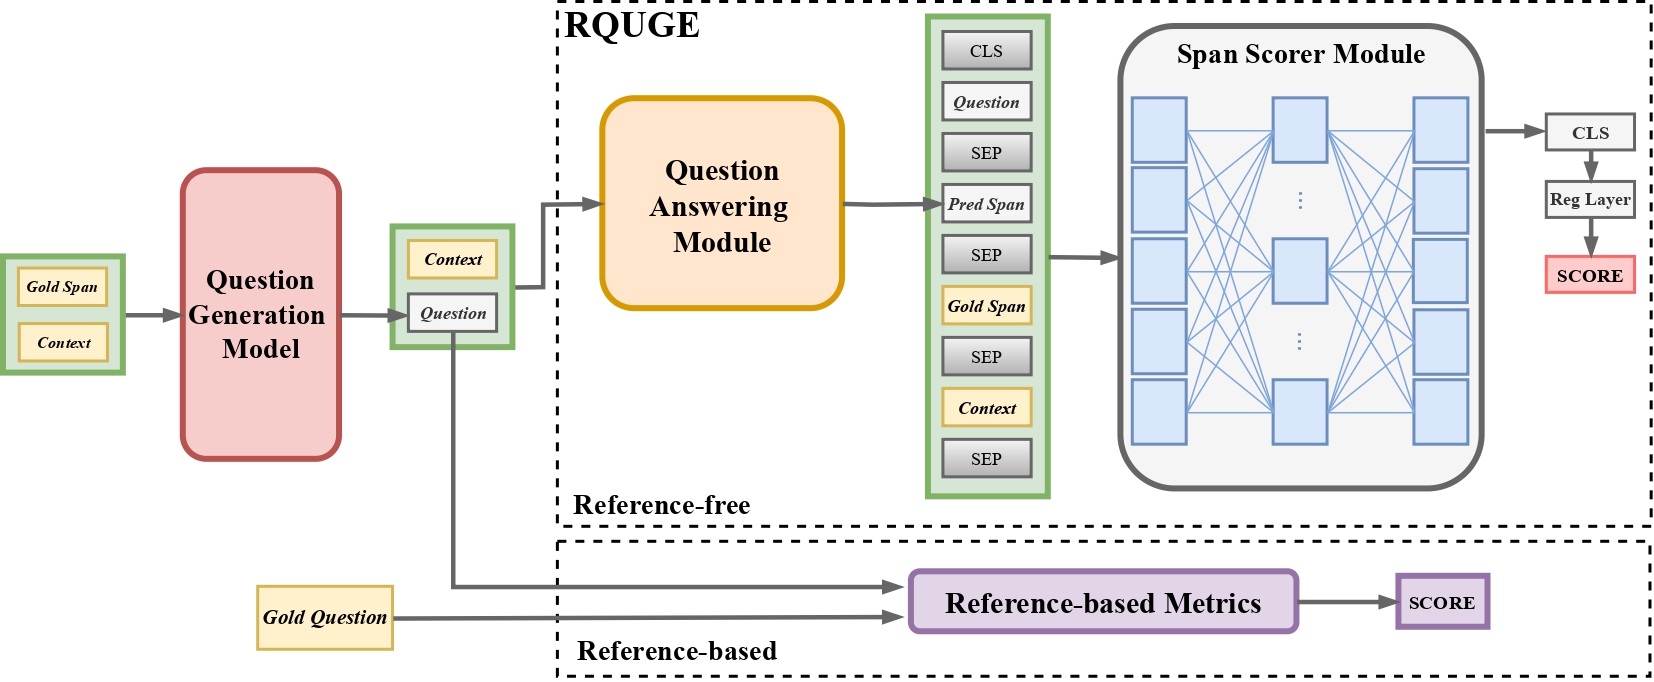 RQUGE
Gold Span
Context
Question
Generation
Model
Context
Question
Question
Answering
Module
CLS
Question
SEP
Pred Span
SEP
Gold Span
SEP
Context
SEP
Span Scorer Module
...
...
CLS
Reg Layer
SCORE
Reference-free
Gold Question
Reference-based Metrics
SCORE
Reference-based